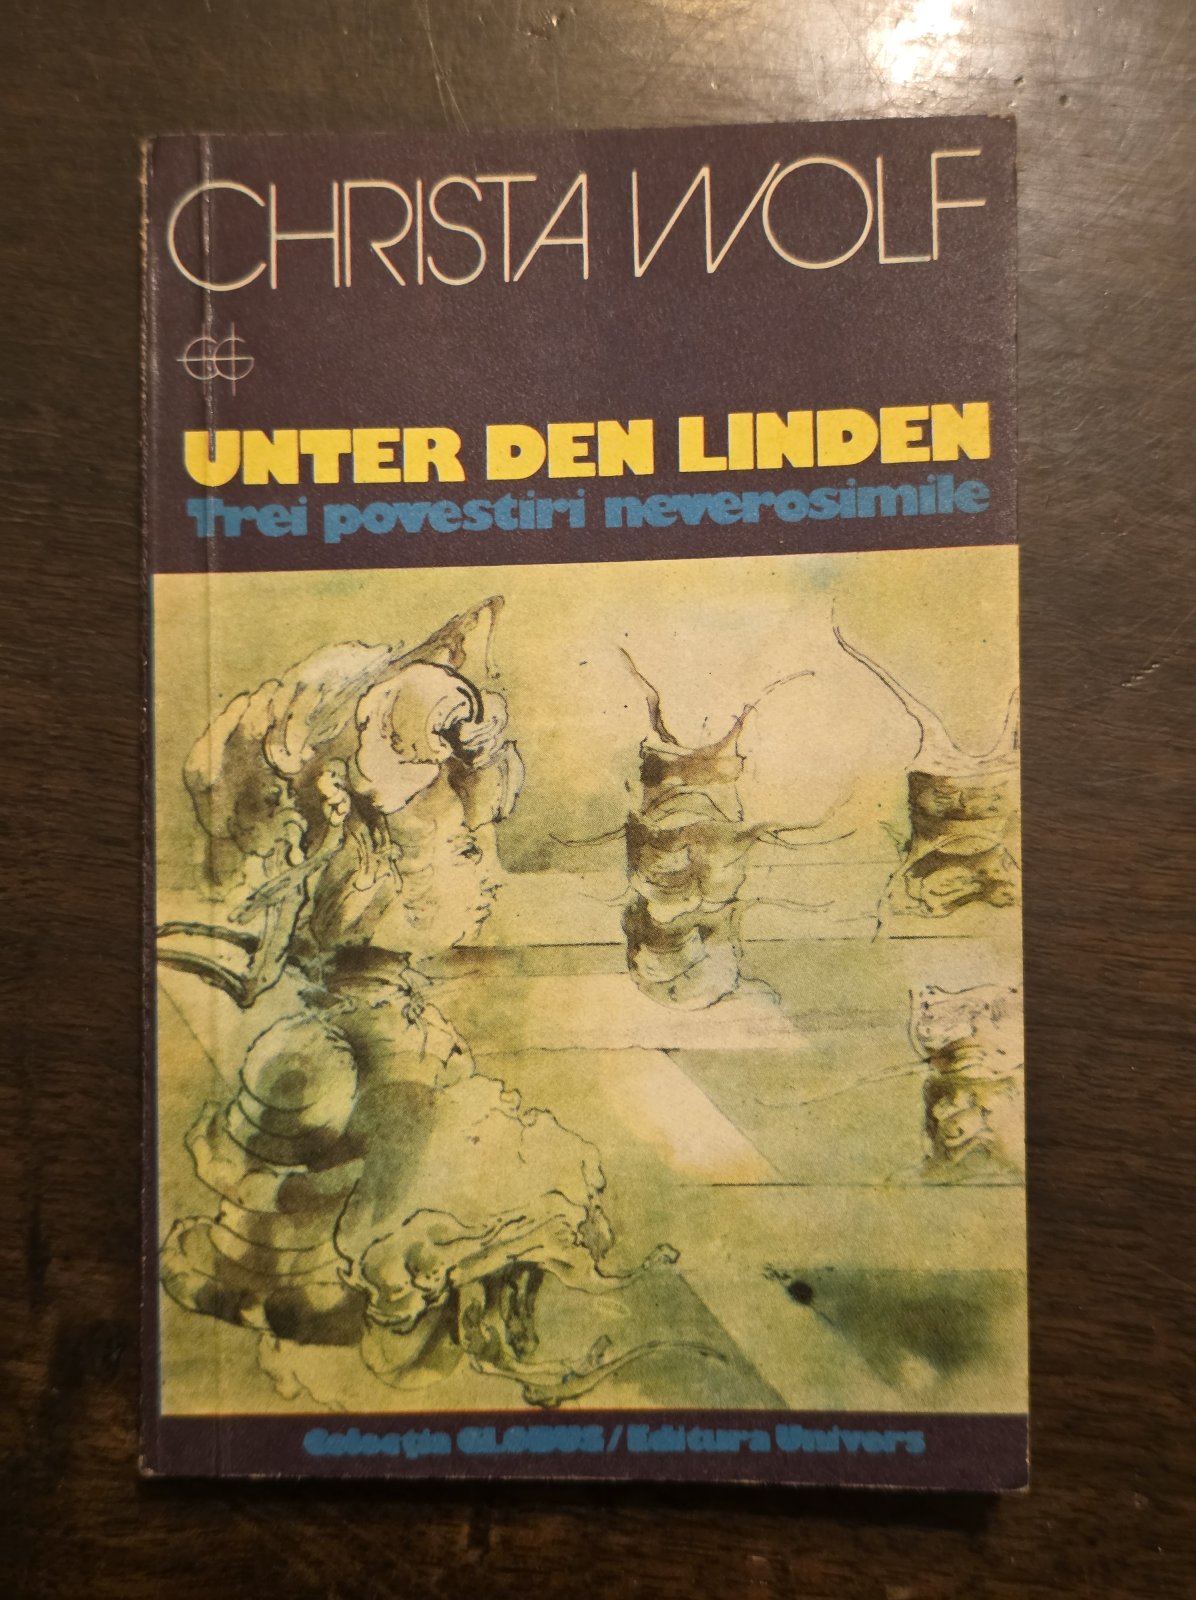 CHRISTA WOLF
UNTER DEN LINDEN
Trei povestiri neverosimile
Colecția GLOBUS / Editura Univers